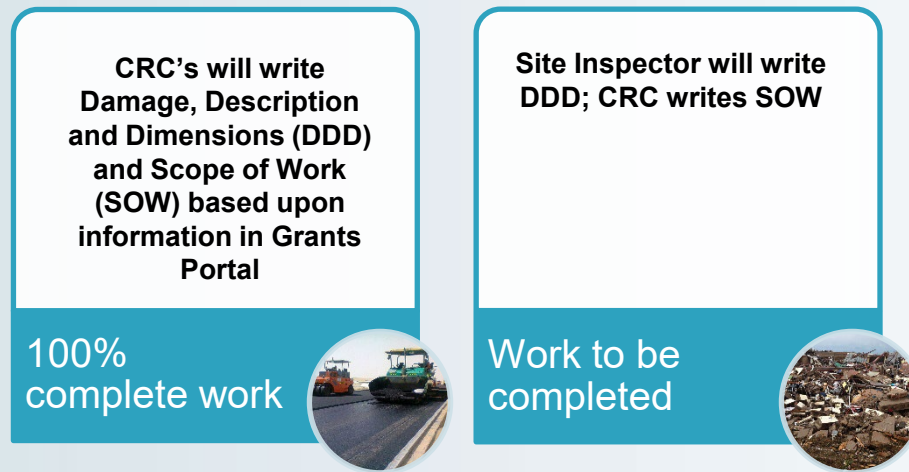 CRC's will write
Damage, Description
and Dimensions (DDD)
and Scope of Work
(SOW) based upon
information in Grants
Portal
100%
complete work
Site Inspector will write
DDD; CRC writes SOW
Work to be
completed